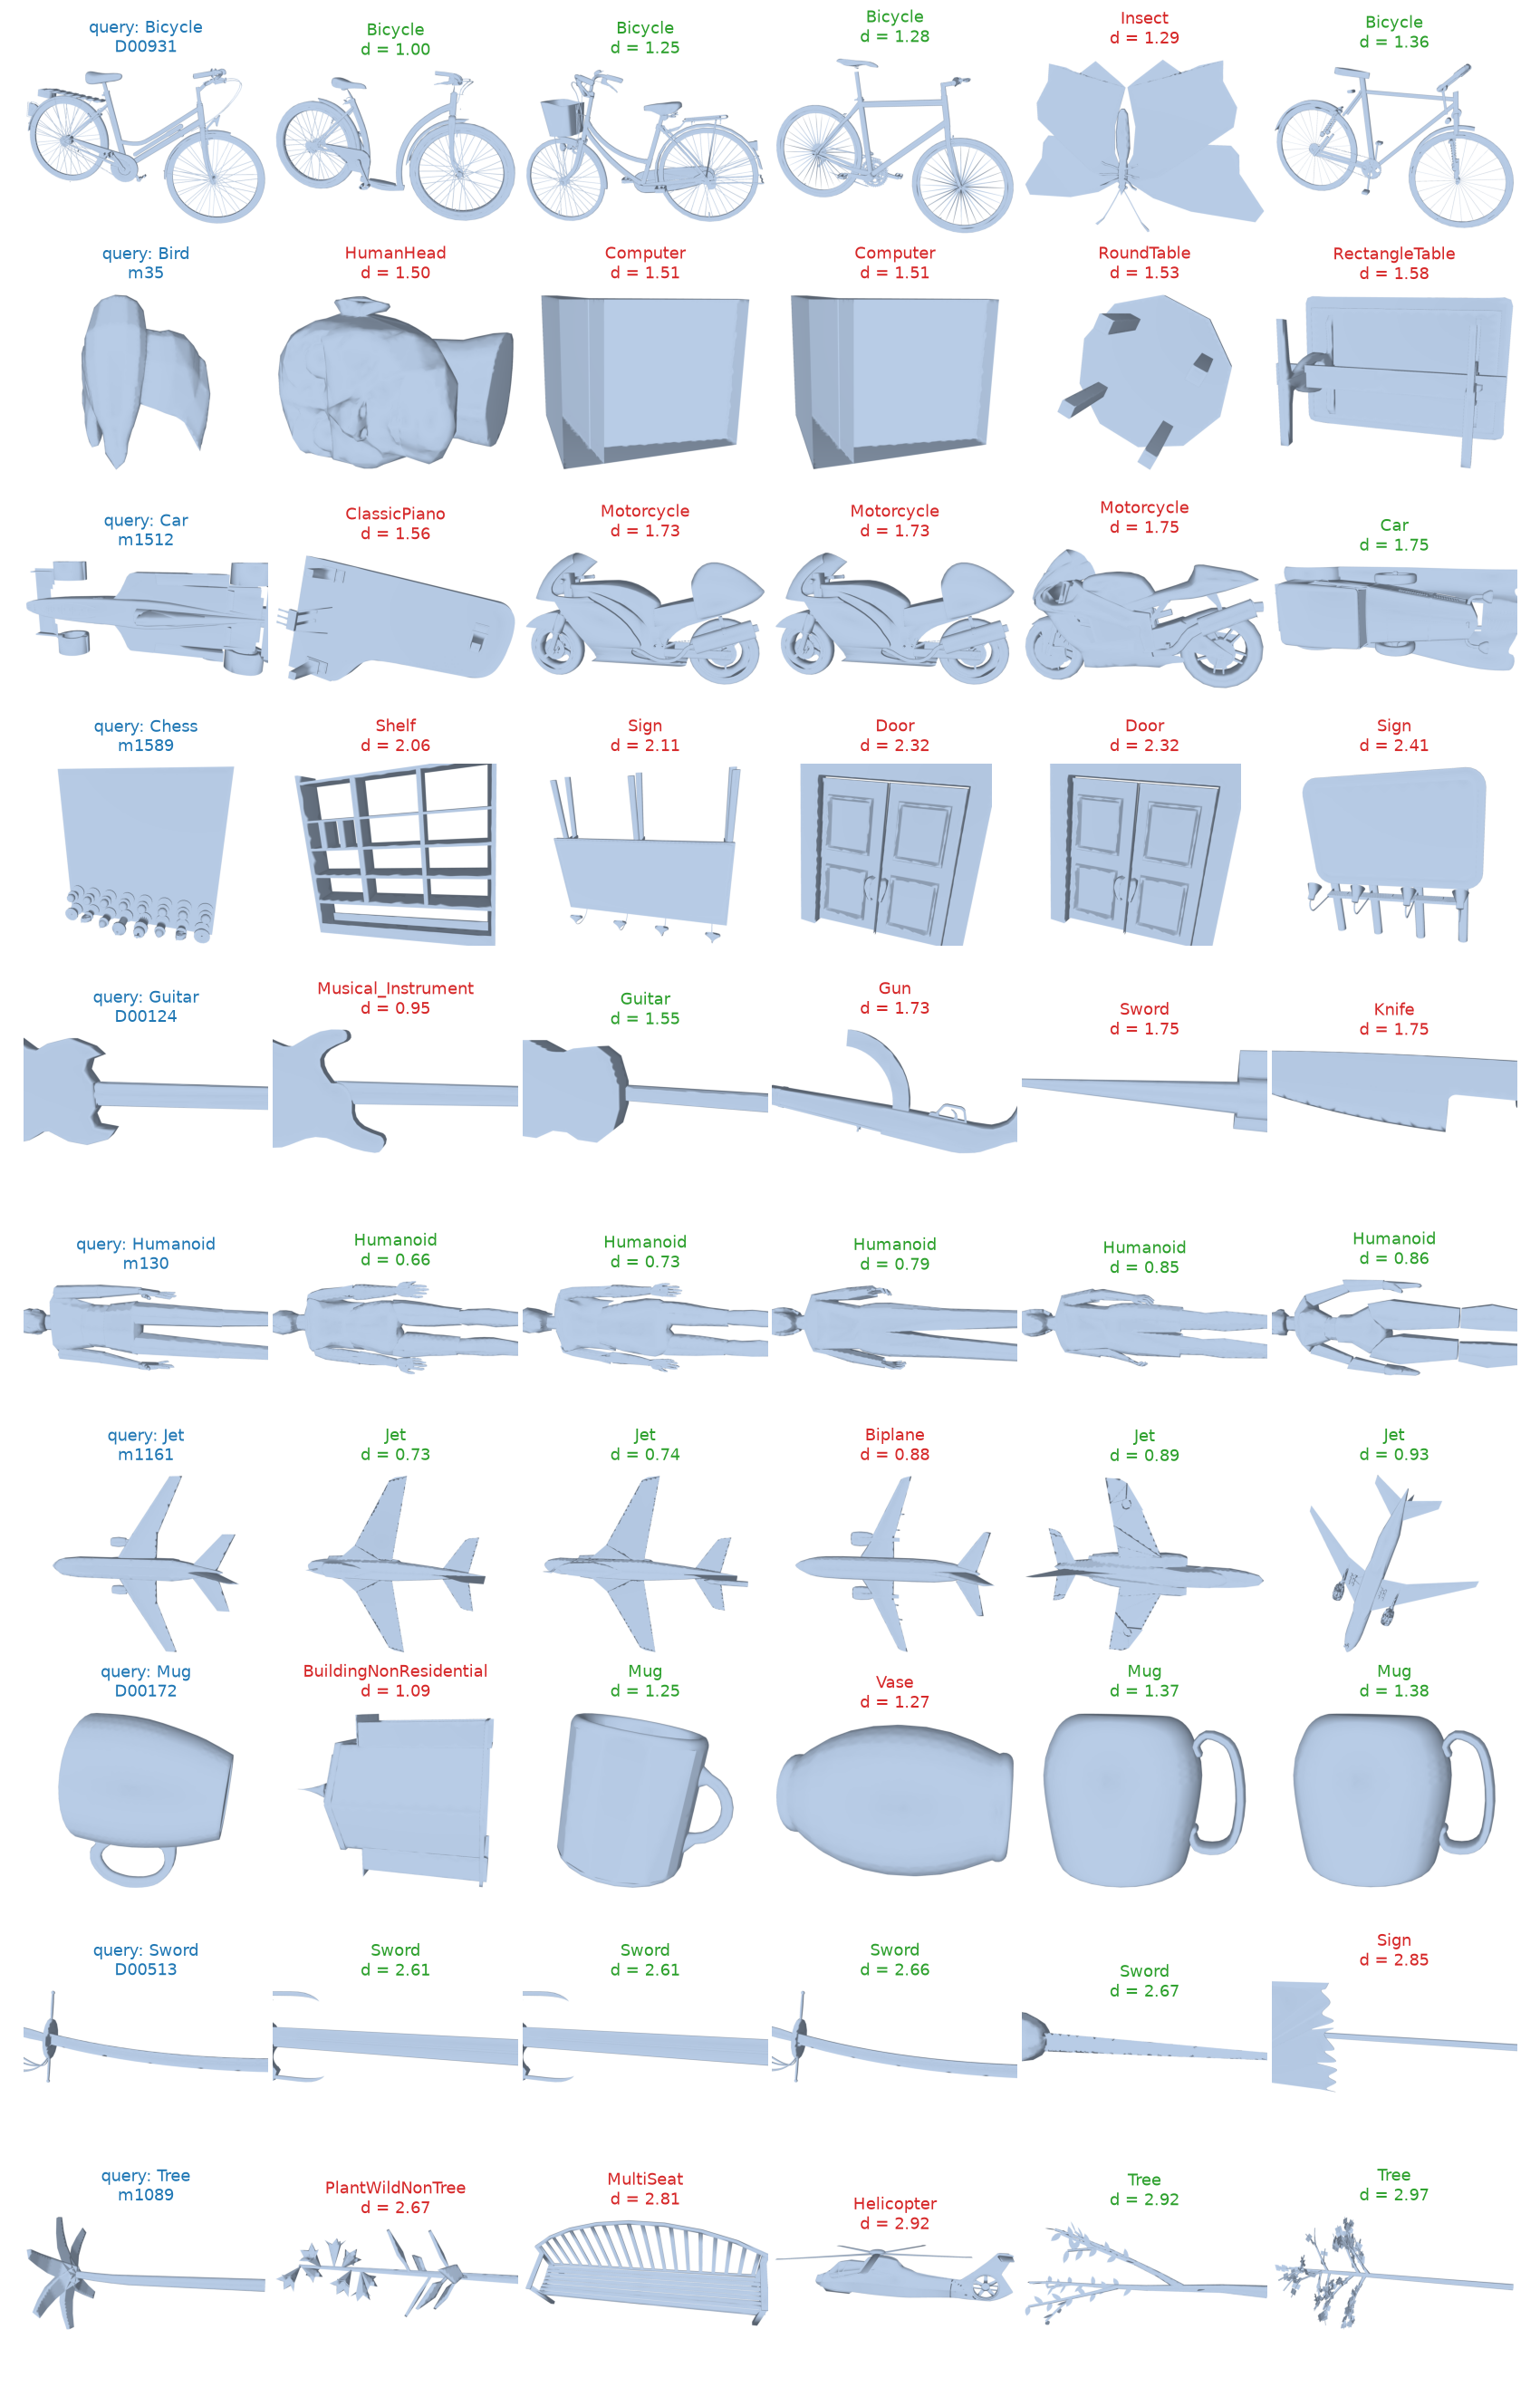 query: Bicycle
D00931
Bicycle
d = 1.00
Bicycle
d = 1.25
Bicycle
d = 1.28
Insect
d = 1.29
Bicycle
d = 1.36
query: Bird
m35
HumanHead
d = 1.50
Computer
d = 1.51
Computer
d = 1.51
RoundTable
d = 1.53
RectangleTable
d = 1.58
query: Car
m1512
ClassicPiano
d = 1.56
Motorcycle
d = 1.73
Motorcycle
d = 1.73
Motorcycle
d = 1.75
Car
d = 1.75
query: Chess
m1589
Shelf
d = 2.06
Sign
d = 2.11
Door
d = 2.32
Door
d = 2.32
Sign
d = 2.41
query: Guitar
D00124
Musical_Instrument
d = 0.95
Guitar
d = 1.55
Gun
d = 1.73
Sword
d = 1.75
Knife
d = 1.75
query: Humanoid
m130
Humanoid
d = 0.66
Humanoid
d = 0.73
Humanoid
d = 0.79
Humanoid
d = 0.85
Humanoid
d = 0.86
query: Jet
m1161
Jet
d = 0.73
Jet
d = 0.74
Biplane
d = 0.88
Jet
d = 0.89
Jet
d = 0.93
query: Mug
D00172
BuildingNonResidential
d = 1.09
Mug
d = 1.25
Vase
d = 1.27
Mug
d = 1.37
Mug
d = 1.38
query: Sword
D00513
Sword
d = 2.61
Sword
d = 2.61
Sword
d = 2.66
Sword
d = 2.67
Sign
d = 2.85
query: Tree
m1089
PlantWildNonTree
d = 2.67
MultiSeat
d = 2.81
Helicopter
d = 2.92
Tree
d = 2.92
Tree
d = 2.97